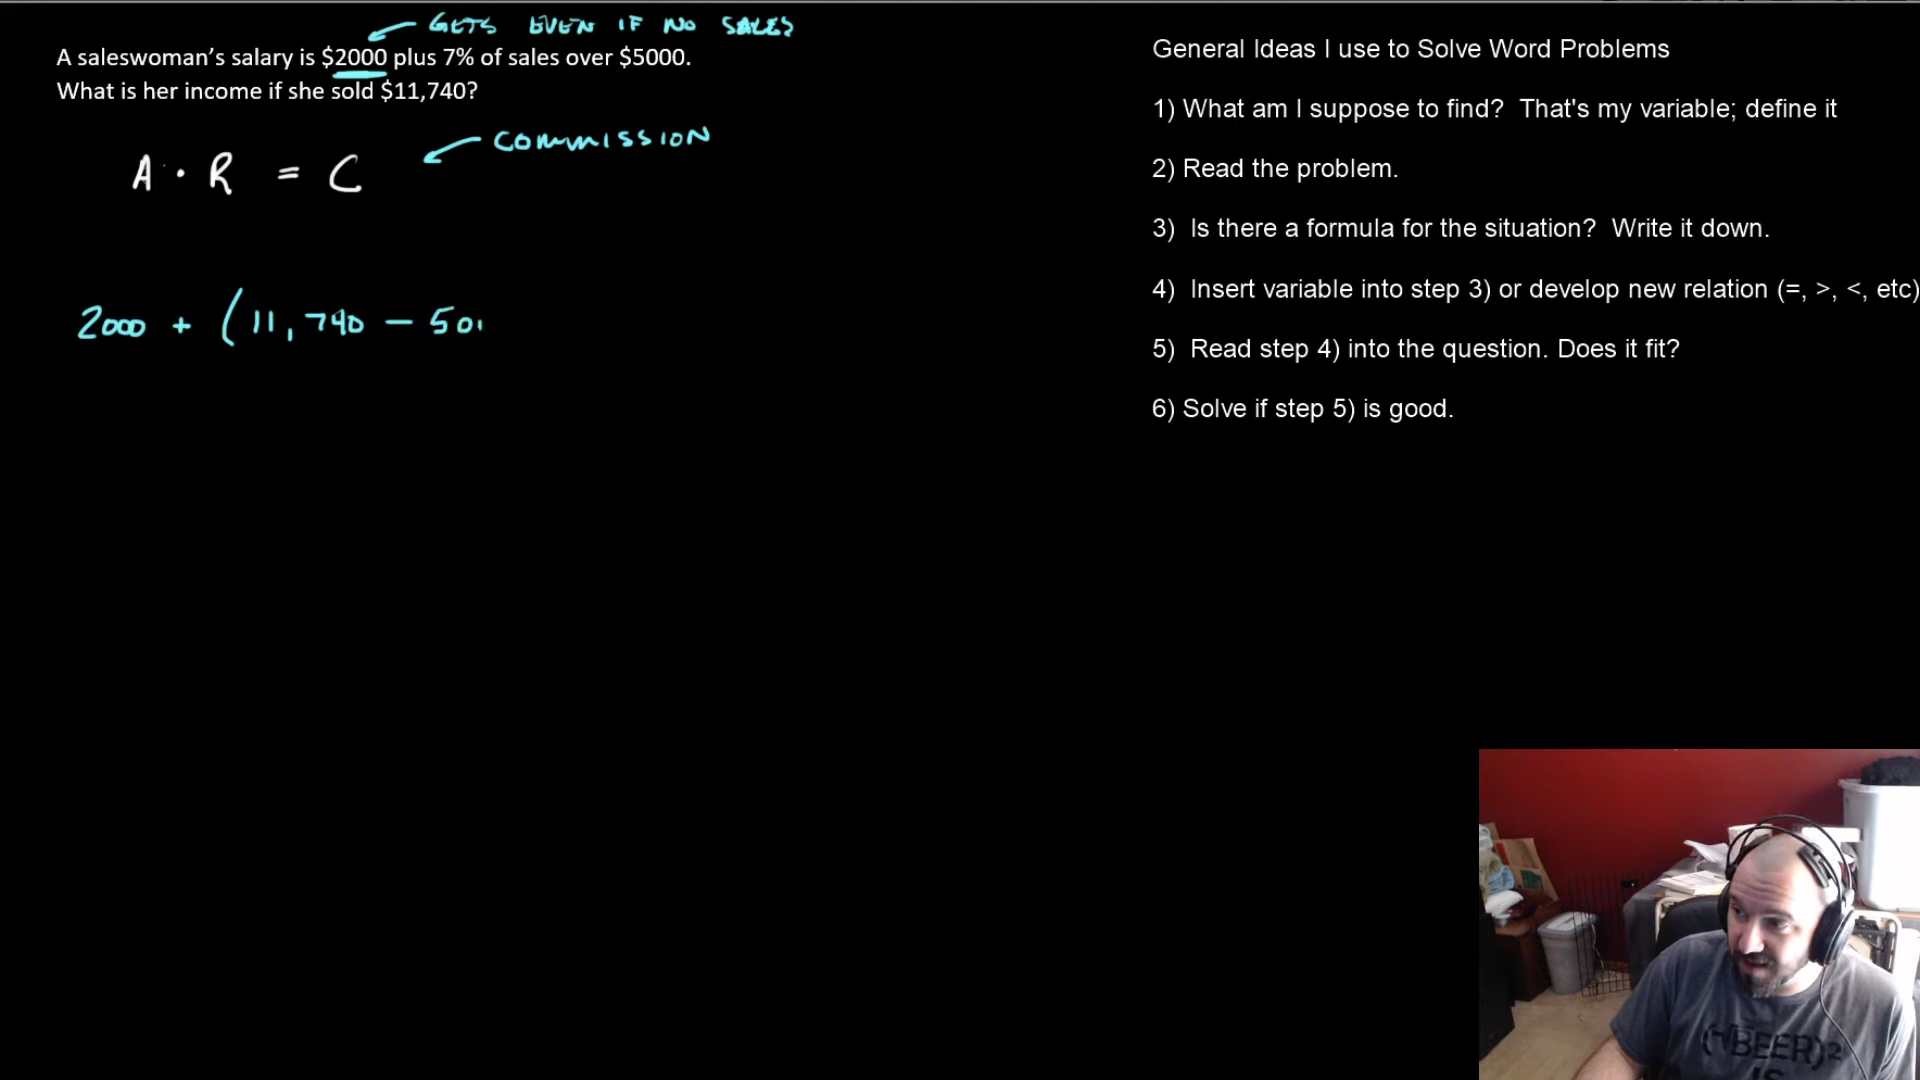 GETS EVEN IF NO SALES
A saleswoman's salary is $2000 plus 7% of sales over $5000.
What is her income if she sold $11,740?
COMMISSION
A · R = C
2000 + (11,740 - 500
General Ideas I use to Solve Word Problems
1) What am I suppose to find? That's my variable; define it
2) Read the problem.
3) Is there a formula for the situation? Write it down.
4) Insert variable into step 3) or develop new relation (=, >, <, etc)
5) Read step 4) into the question. Does it fit?
6) Solve if step 5) is good.
BEER)²
IS